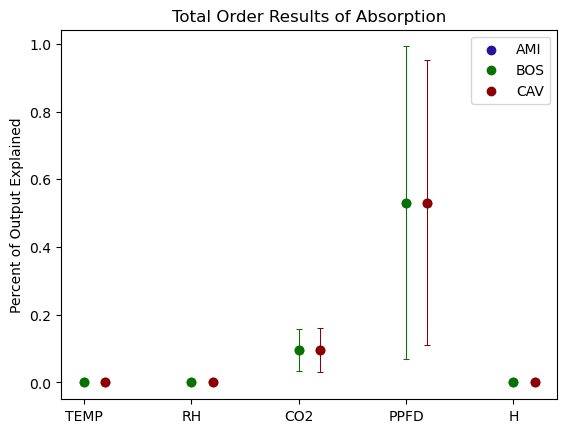 Total Order Results of Absorption
AMI
BOS
CAV
Percent of Output Explained
1.0
0.8
0.6
0.4
0.2
0.0
TEMP RH CO2 PPFD H